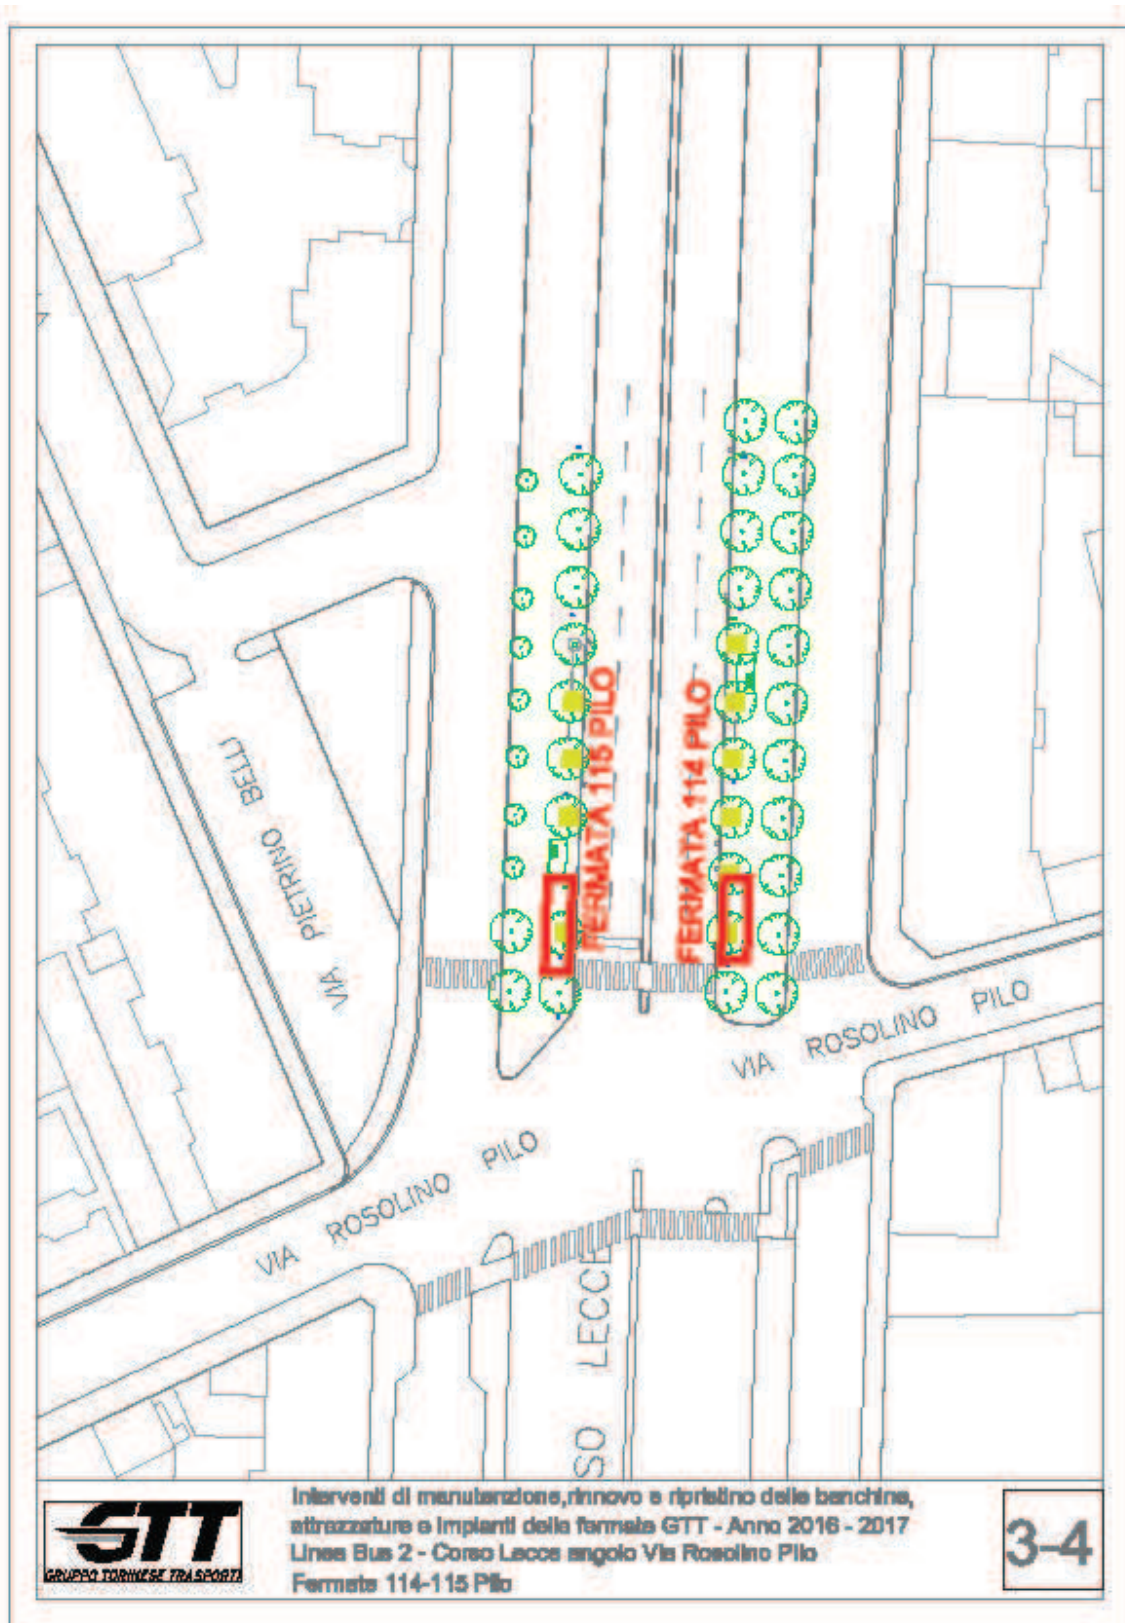 FERMATA 115 PILO
FERMATA 114 PILO
VIA PIETRINO BELLI
VIA ROSOLINO PILO
VIA ROSOLINO PILO
SO LECCE
GTT
GRUPPO TORINESE TRASPORTI
Interventi di manutenzione, rinnovo e ripristino delle banchine,
attrezzature e impianti delle fermate GTT - Anno 2016 - 2017
Linea Bus 2 - Corso Lecce angolo Via Rosolino Pilo
Fermate 114-115 Pilo
3-4